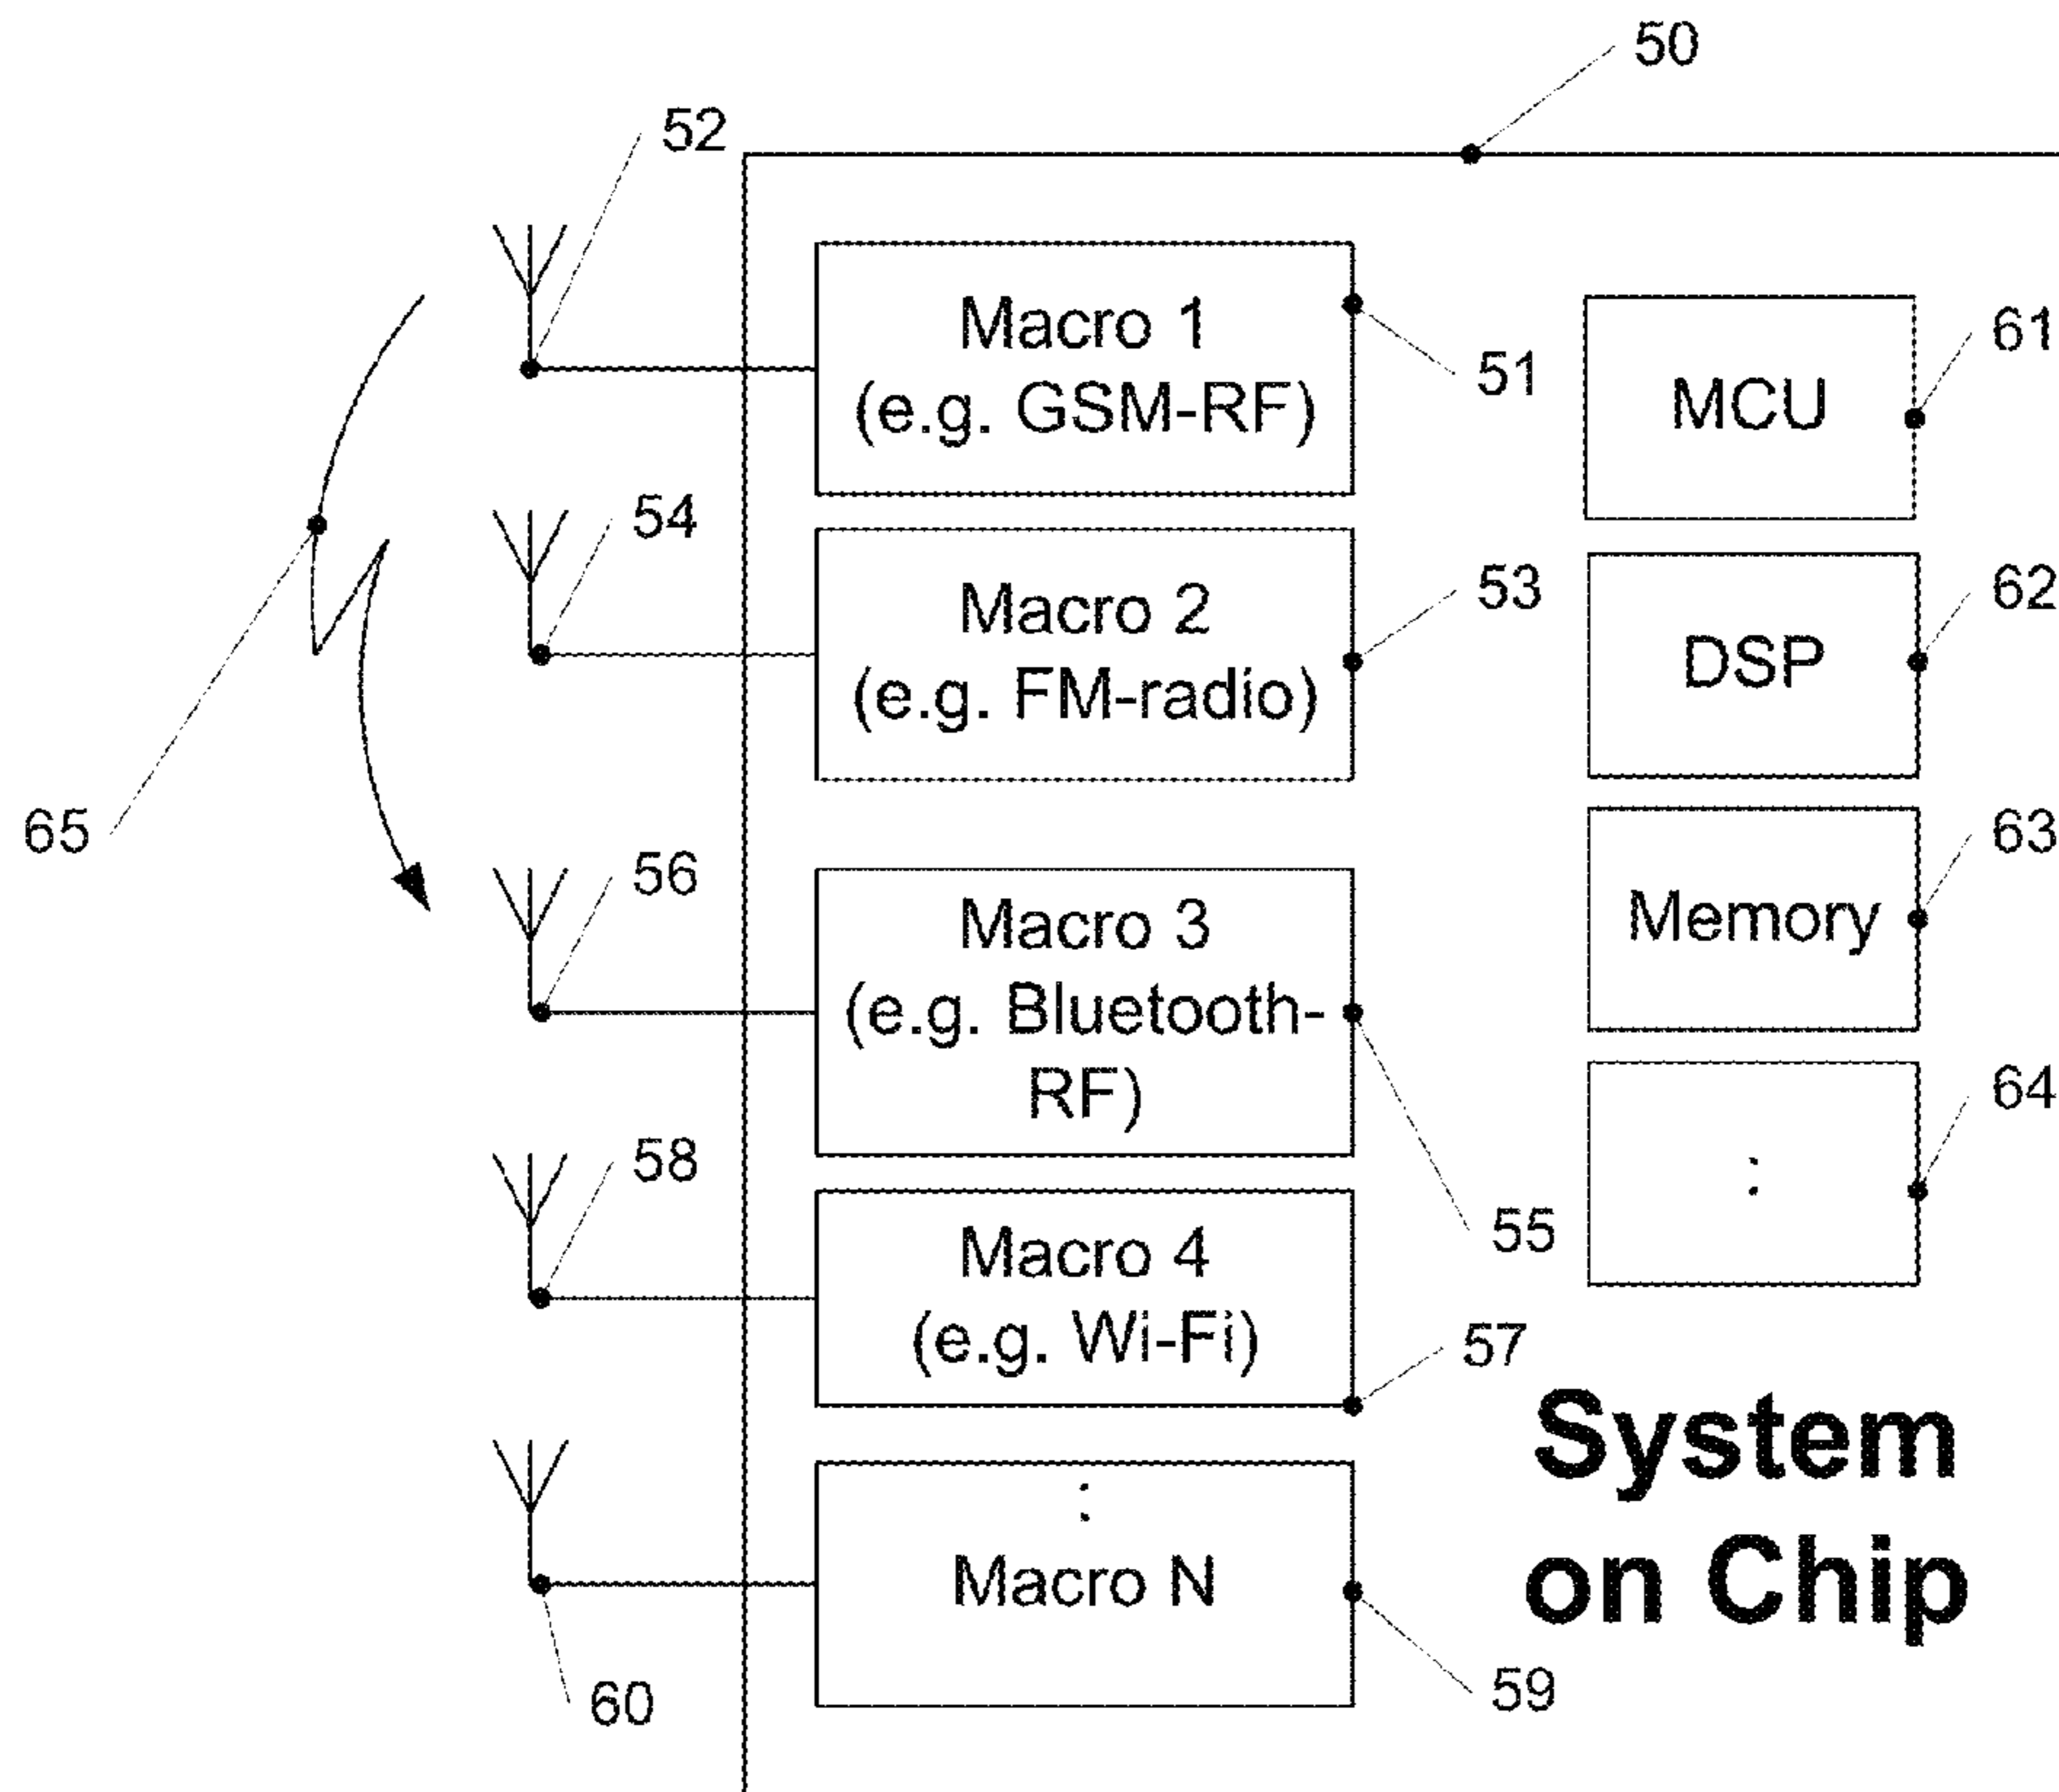 50
52
Macro 1
(e.g. GSM-RF)
51
MCU
61
54
Macro 2
(e.g. FM-radio)
53
DSP
62
65
56
Macro 3
(e.g. Bluetooth-
RF)
55
Memory
63
:
64
58
Macro 4
(e.g. Wi-Fi)
57
:
Macro N
59
60
System
on Chip